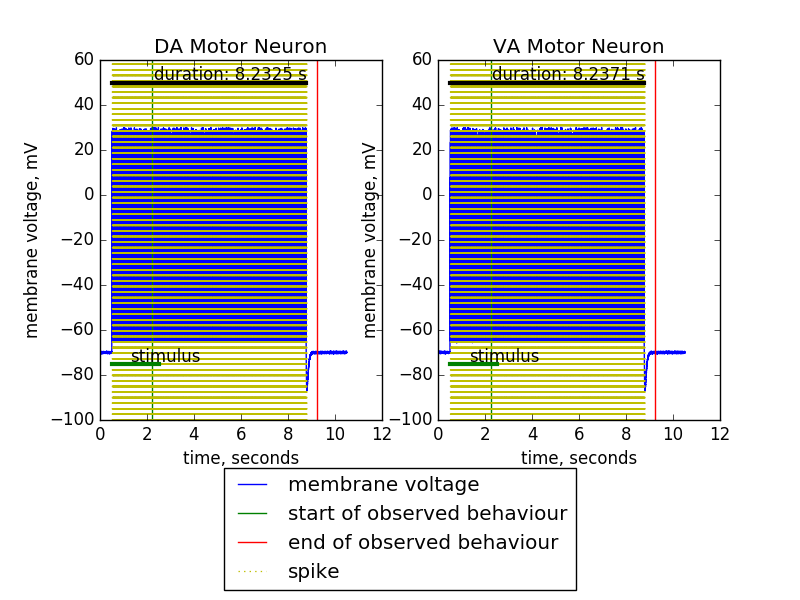 DA Motor Neuron
VA Motor Neuron
duration: 8.2325 s
duration: 8.2371 s
60
40
20
0
−20
−40
−60
−80
−100
membrane voltage, mV
stimulus
0 2 4 6 8 10 12
time, seconds
60
40
20
0
−20
−40
−60
−80
−100
membrane voltage, mV
stimulus
0 2 4 6 8 10 12
time, seconds
membrane voltage
start of observed behaviour
end of observed behaviour
spike